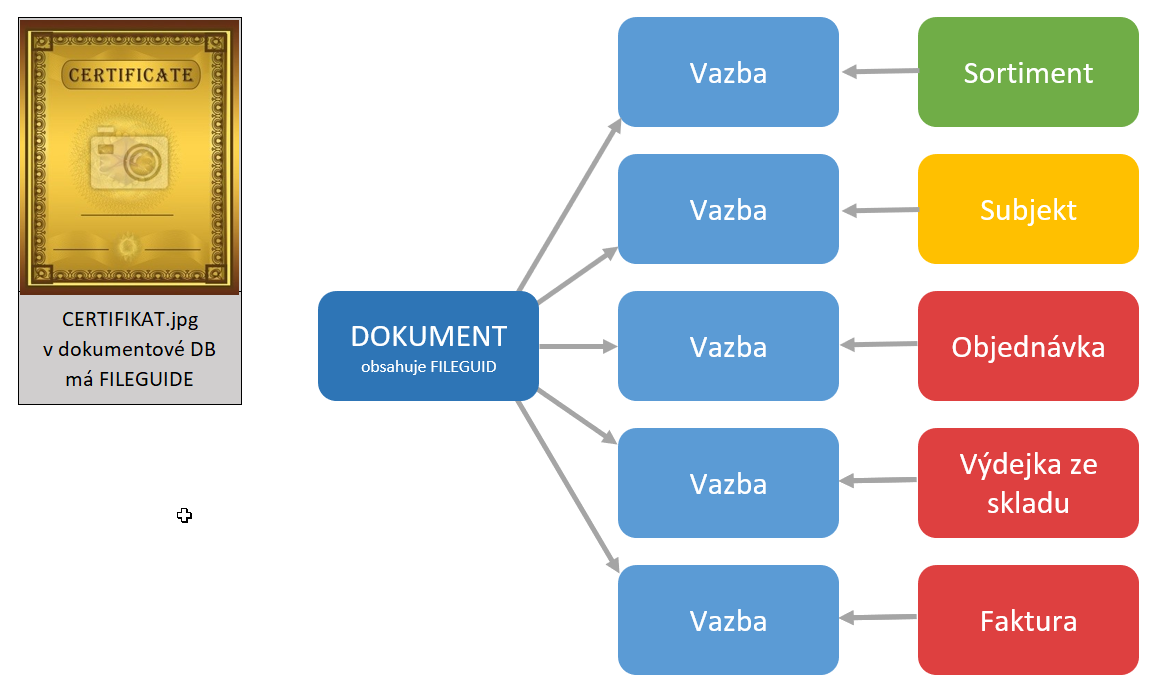 CERTIFICATE
CERTIFIKAT.jpg
v dokumentové DB
má FILEGUIDE
DOKUMENT
obsahuje FILEGUID
Vazba
Sortiment
Vazba
Subjekt
Vazba
Objednávka
Vazba
Výdejka ze
skladu
Vazba
Faktura